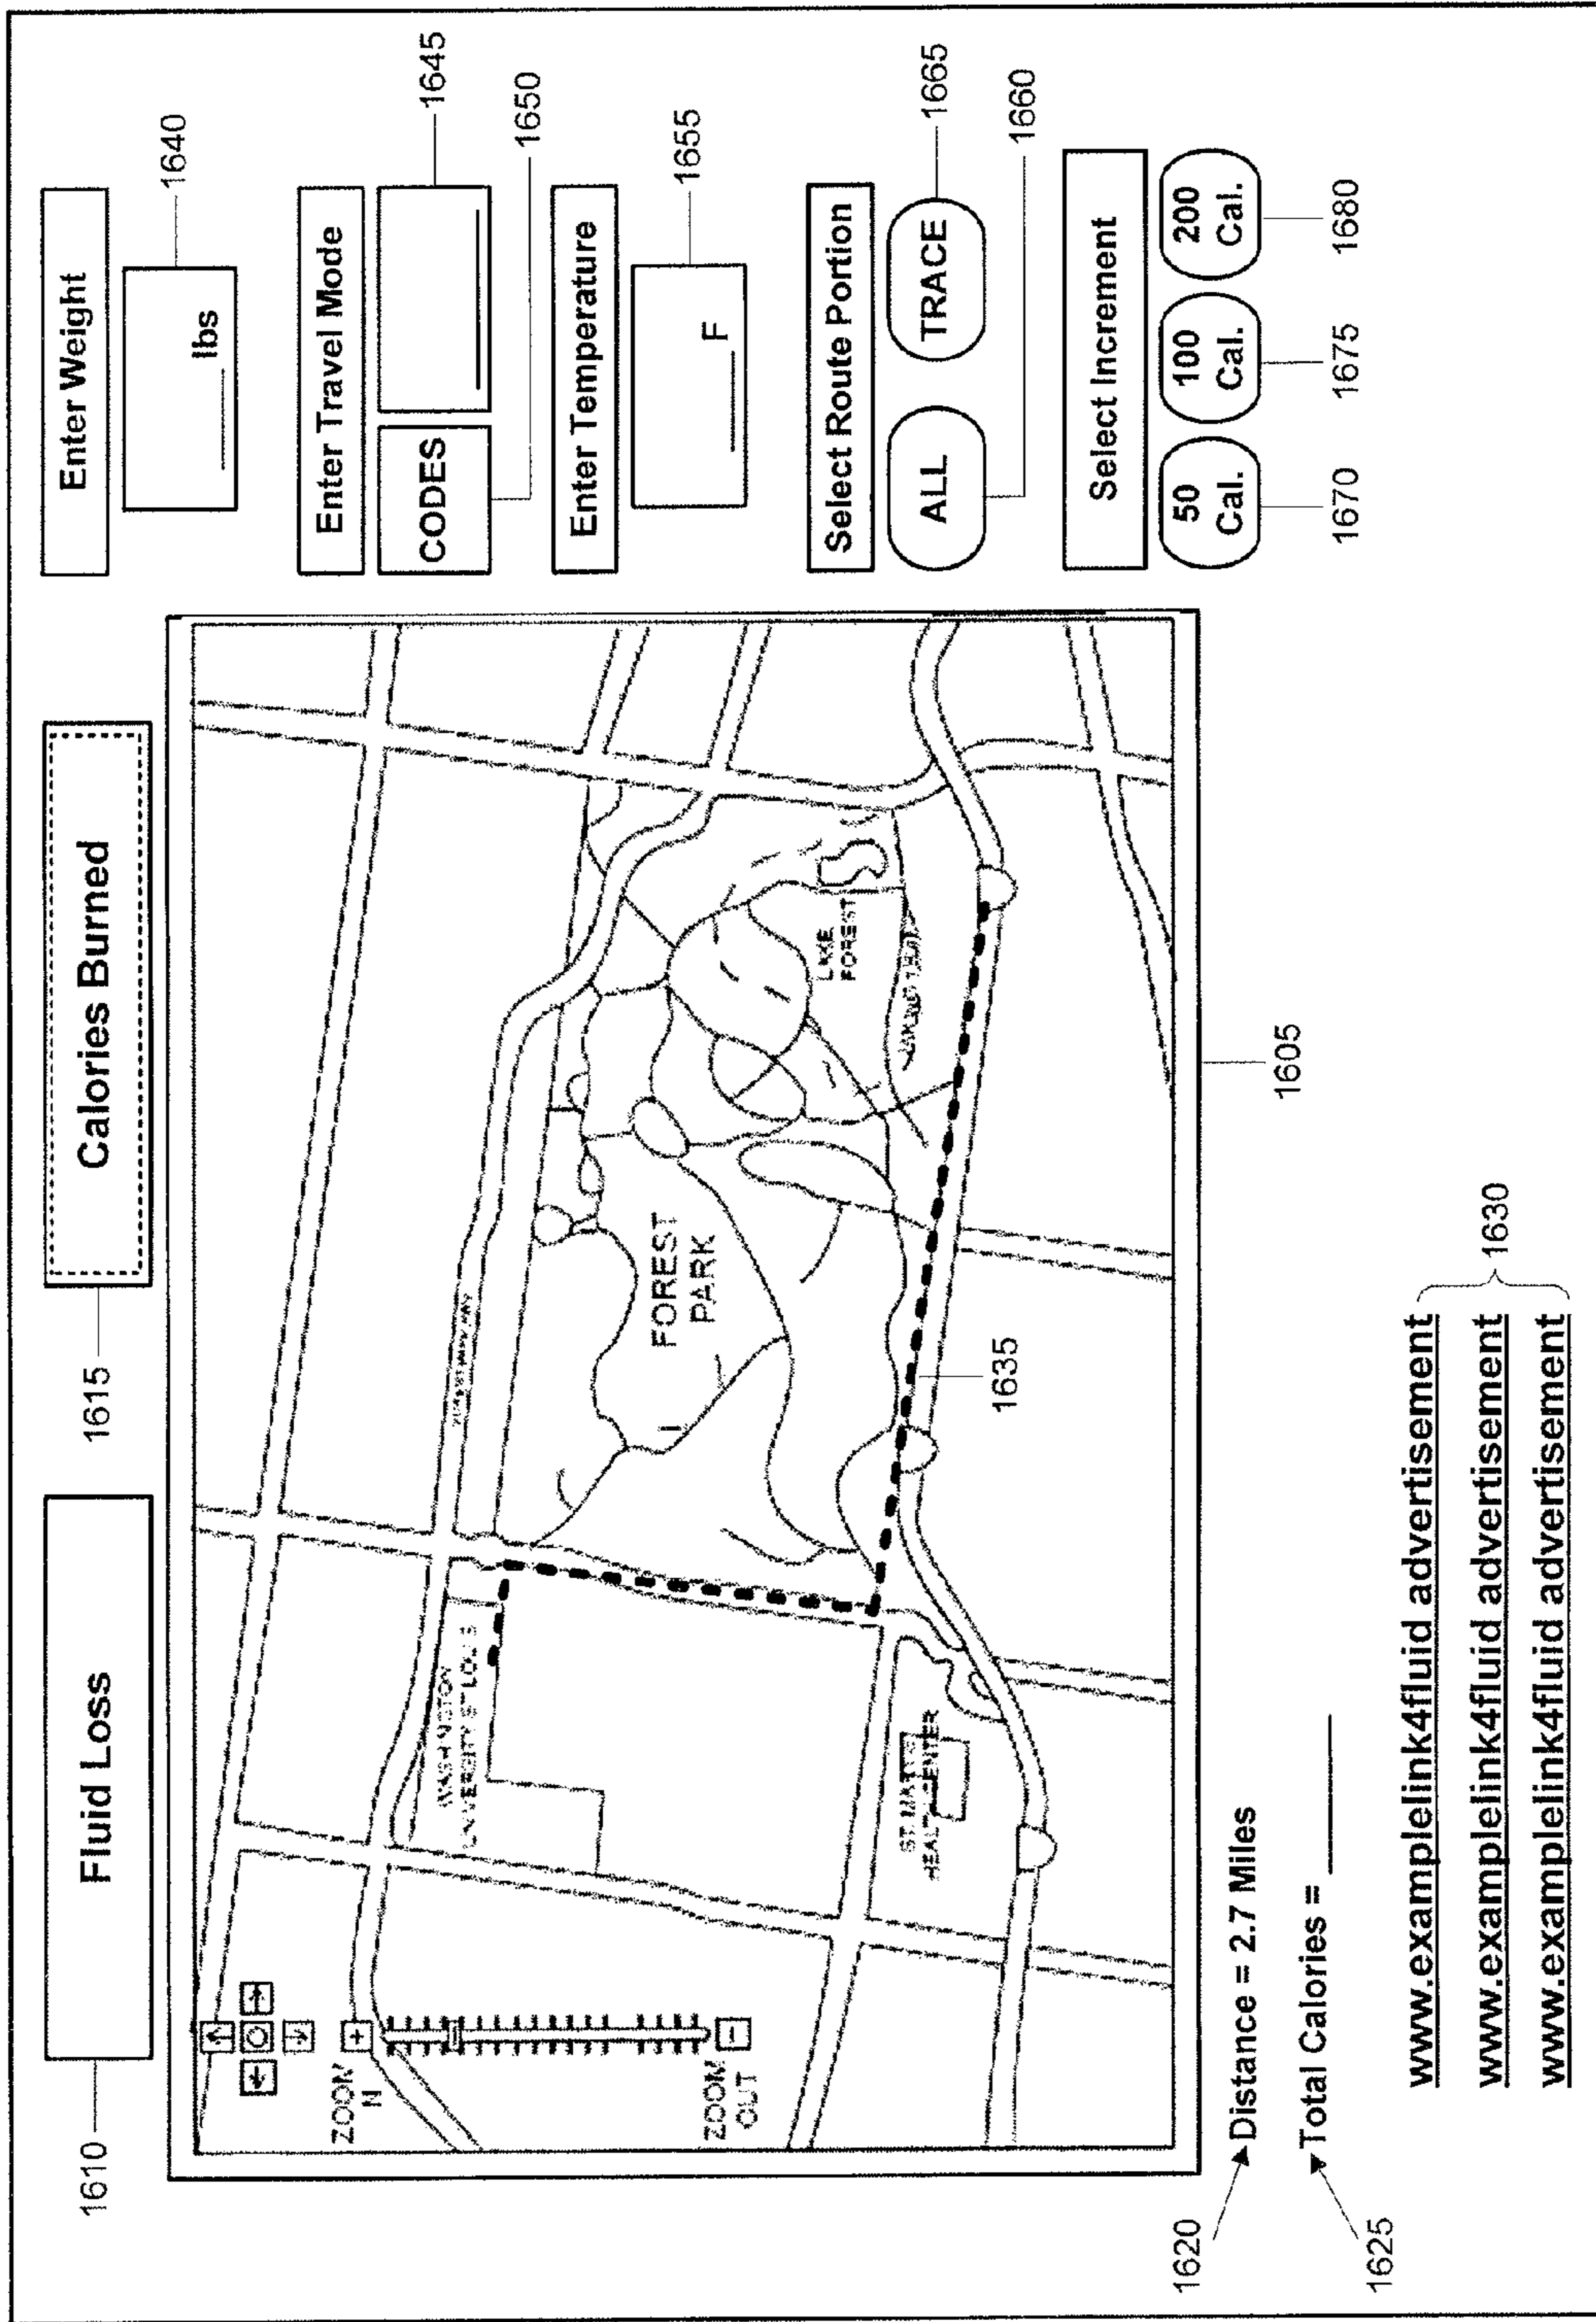 1610
Fluid Loss
1615
Calories Burned
Enter Weight
lbs
1640
Enter Travel Mode
CODES
1645
1650
Enter Temperature
F
1655
Select Route Portion
ALL
TRACE
1665
1660
Select Increment
50
Cal.
100
Cal.
200
Cal.
1670
1675
1680
ZOOM
N
+
ZOOM
OUT
−
FOREST
PARK
LAKE
FOREST
1635
1605
1620
Distance = 2.7 Miles
1625
Total Calories =
www.examplelink4fluid advertisement
www.examplelink4fluid advertisement
www.examplelink4fluid advertisement
1630